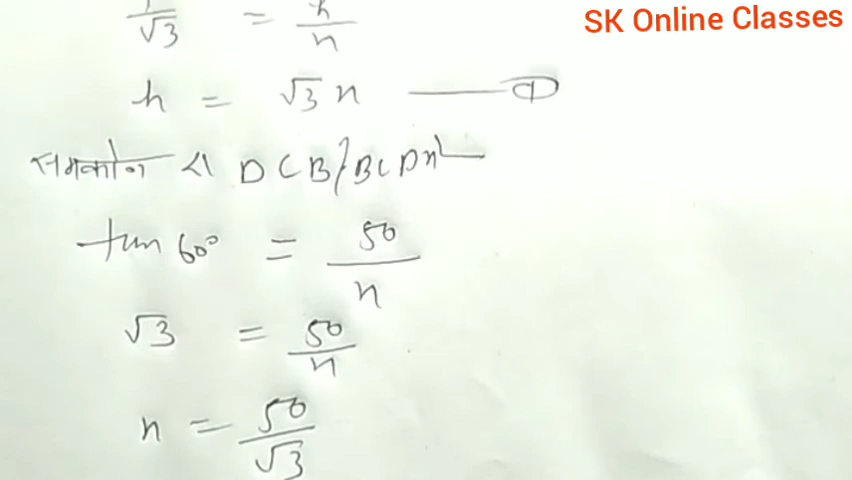 SK Online Classes
1/√3 = h/n
h = √3 n —— ①
समकोण △ DCB/BCD में
tan 60° = 50/n
√3 = 50/n
n = 50/√3